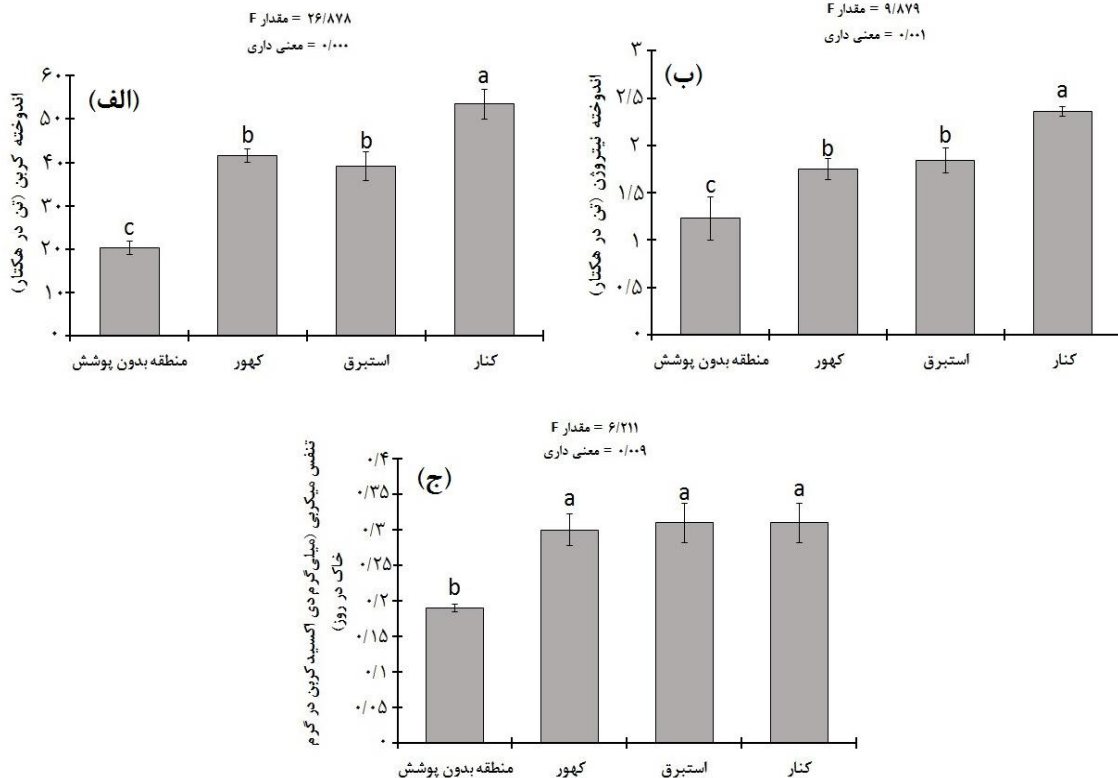 مقدار F = ۲۶/۸۷۸
معنی داری = ۰/۰۰۰
(الف)
اندوخته کربن (تن در هکتار)
۶۰
۵۰
۴۰
۳۰
۲۰
۱۰
۰
c
b
b
a
منطقه بدون پوشش
کهور
استبرق
کنار
مقدار F = ۹/۸۷۹
معنی داری = ۰/۰۰۱
(ب)
اندوخته نیتروژن (تن در هکتار)
۳
۲/۵
۲
۱/۵
۱
۰/۵
۰
c
b
b
a
منطقه بدون پوشش
کهور
استبرق
کنار
مقدار F = ۶/۲۱۱
معنی داری = ۰/۰۰۹
(ج)
تنفس میکربی (میلی‌گرم دی اکسید کربن در گرم
خاک در روز)
۰/۴
۰/۳۵
۰/۳
۰/۲۵
۰/۲
۰/۱۵
۰/۱
۰/۰۵
۰
b
a
a
a
منطقه بدون پوشش
کهور
استبرق
کنار